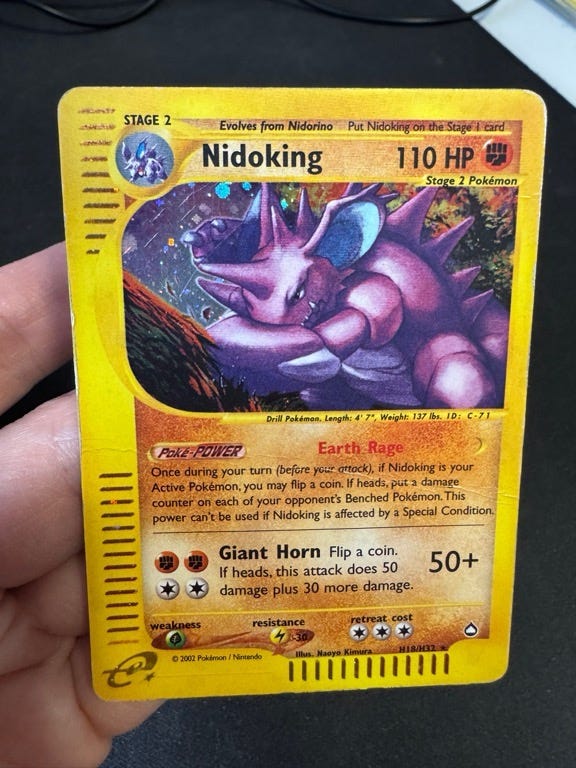 STAGE 2
Evolves from Nidorino Put Nidoking on the Stage 1 card
Nidoking 110 HP
Stage 2 Pokémon
Drill Pokémon. Length: 4' 7", Weight: 137 lbs. ID: C-71
Poké-POWER Earth Rage
Once during your turn (before your attack), if Nidoking is your
Active Pokémon, you may flip a coin. If heads, put a damage
counter on each of your opponent's Benched Pokémon. This
power can't be used if Nidoking is affected by a Special Condition.
Giant Horn Flip a coin.
If heads, this attack does 50
damage plus 30 more damage.
50+
weakness resistance retreat cost
-30
© 2002 Pokémon / Nintendo Illus. Naoyo Kimura H18/H32 ★
e